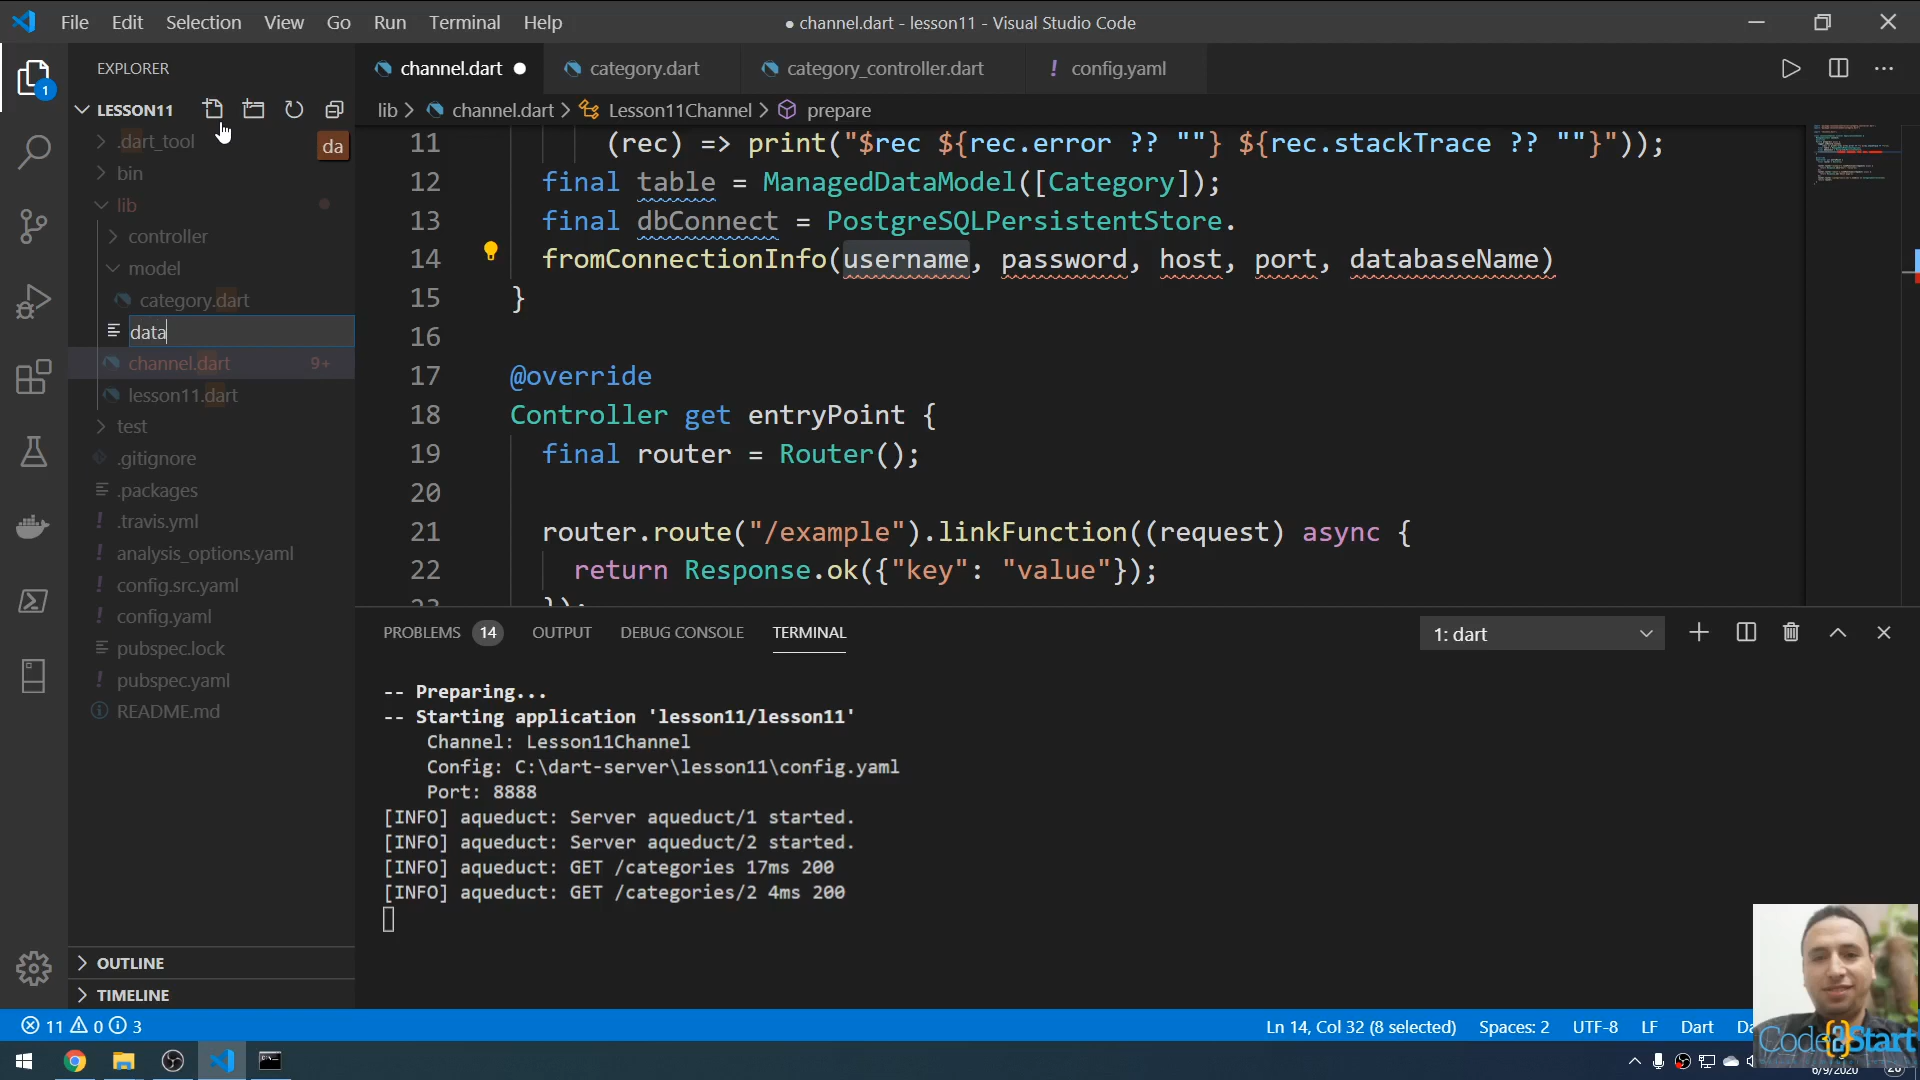 File Edit Selection View Go Run Terminal Help
● channel.dart - lesson11 - Visual Studio Code
EXPLORER
1
LESSON11
.dart_tool
da
bin
lib
controller
model
category.dart
data
channel.dart 9+
lesson11.dart
test
.gitignore
.packages
.travis.yml
analysis_options.yaml
config.src.yaml
config.yaml
pubspec.lock
pubspec.yaml
README.md
OUTLINE
TIMELINE
channel.dart category.dart category_controller.dart config.yaml
lib > channel.dart > Lesson11Channel > prepare
11 (rec) => print("$rec ${rec.error ?? ""} ${rec.stackTrace ?? ""}"));
12 final table = ManagedDataModel([Category]);
13 final dbConnect = PostgreSQLPersistentStore.
14 fromConnectionInfo(username, password, host, port, databaseName)
15 }
16
17 @override
18 Controller get entryPoint {
19 final router = Router();
20
21 router.route("/example").linkFunction((request) async {
22 return Response.ok({"key": "value"});
23 });
PROBLEMS 14 OUTPUT DEBUG CONSOLE TERMINAL
1: dart
-- Preparing...
-- Starting application 'lesson11/lesson11'
Channel: Lesson11Channel
Config: C:\dart-server\lesson11\config.yaml
Port: 8888
[INFO] aqueduct: Server aqueduct/1 started.
[INFO] aqueduct: Server aqueduct/2 started.
[INFO] aqueduct: GET /categories 17ms 200
[INFO] aqueduct: GET /categories/2 4ms 200
11 0 3
Ln 14, Col 32 (8 selected) Spaces: 2 UTF-8 LF Dart
Code2Start
6/9/2020